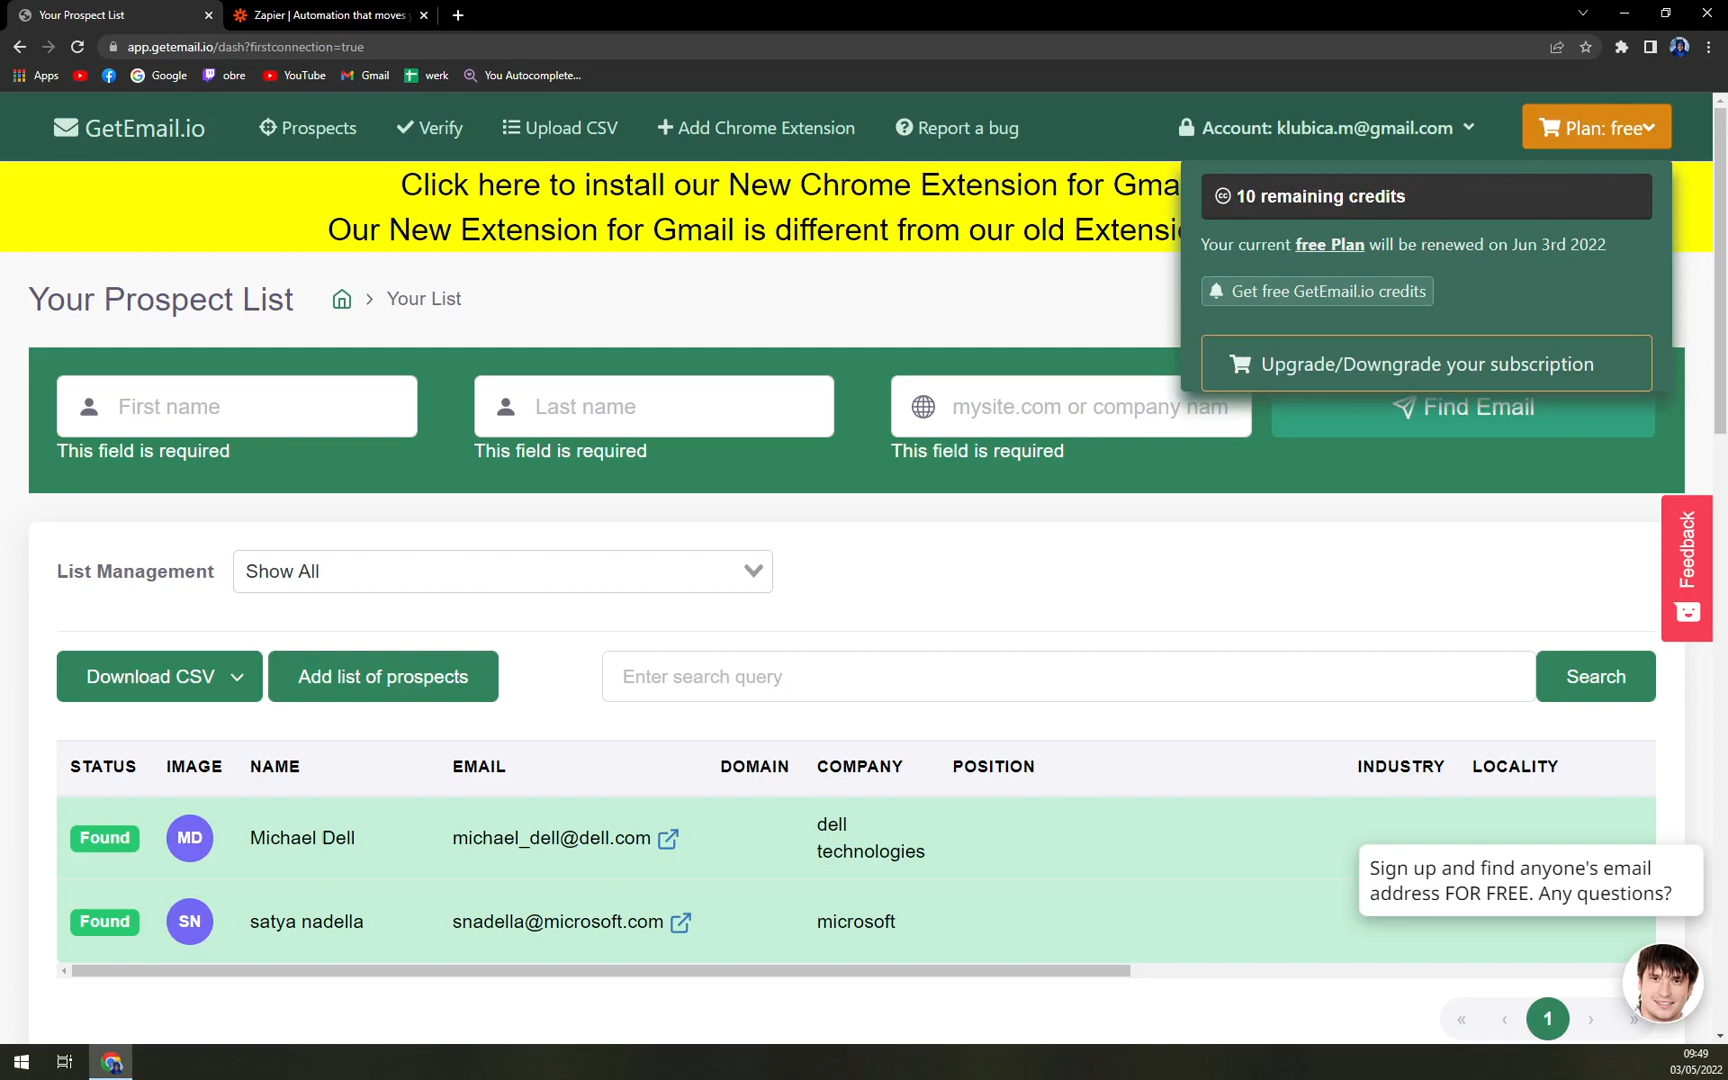 Your Prospect List
Zapier | Automation that moves
app.getemail.io/dash?firstconnection=true
Apps
Google
obre
YouTube
Gmail
werk
You Autocomplete...
GetEmail.io
Prospects
Verify
Upload CSV
Add Chrome Extension
Report a bug
Account: klubica.m@gmail.com
Plan: free
Click here to install our New Chrome Extension for Gma
Our New Extension for Gmail is different from our old Extensi
10 remaining credits
Your current free Plan will be renewed on Jun 3rd 2022
Get free GetEmail.io credits
Upgrade/Downgrade your subscription
Your Prospect List
Your List
First name
Last name
mysite.com or company nam
Find Email
This field is required
This field is required
This field is required
Feedback
List Management
Show All
Download CSV
Add list of prospects
Enter search query
Search
STATUS IMAGE NAME EMAIL DOMAIN COMPANY POSITION INDUSTRY LOCALITY
Found MD Michael Dell michael_dell@dell.com dell
technologies
Found SN satya nadella snadella@microsoft.com microsoft
Sign up and find anyone's email
address FOR FREE. Any questions?
« ‹ 1 › »
09:49
03/05/2022